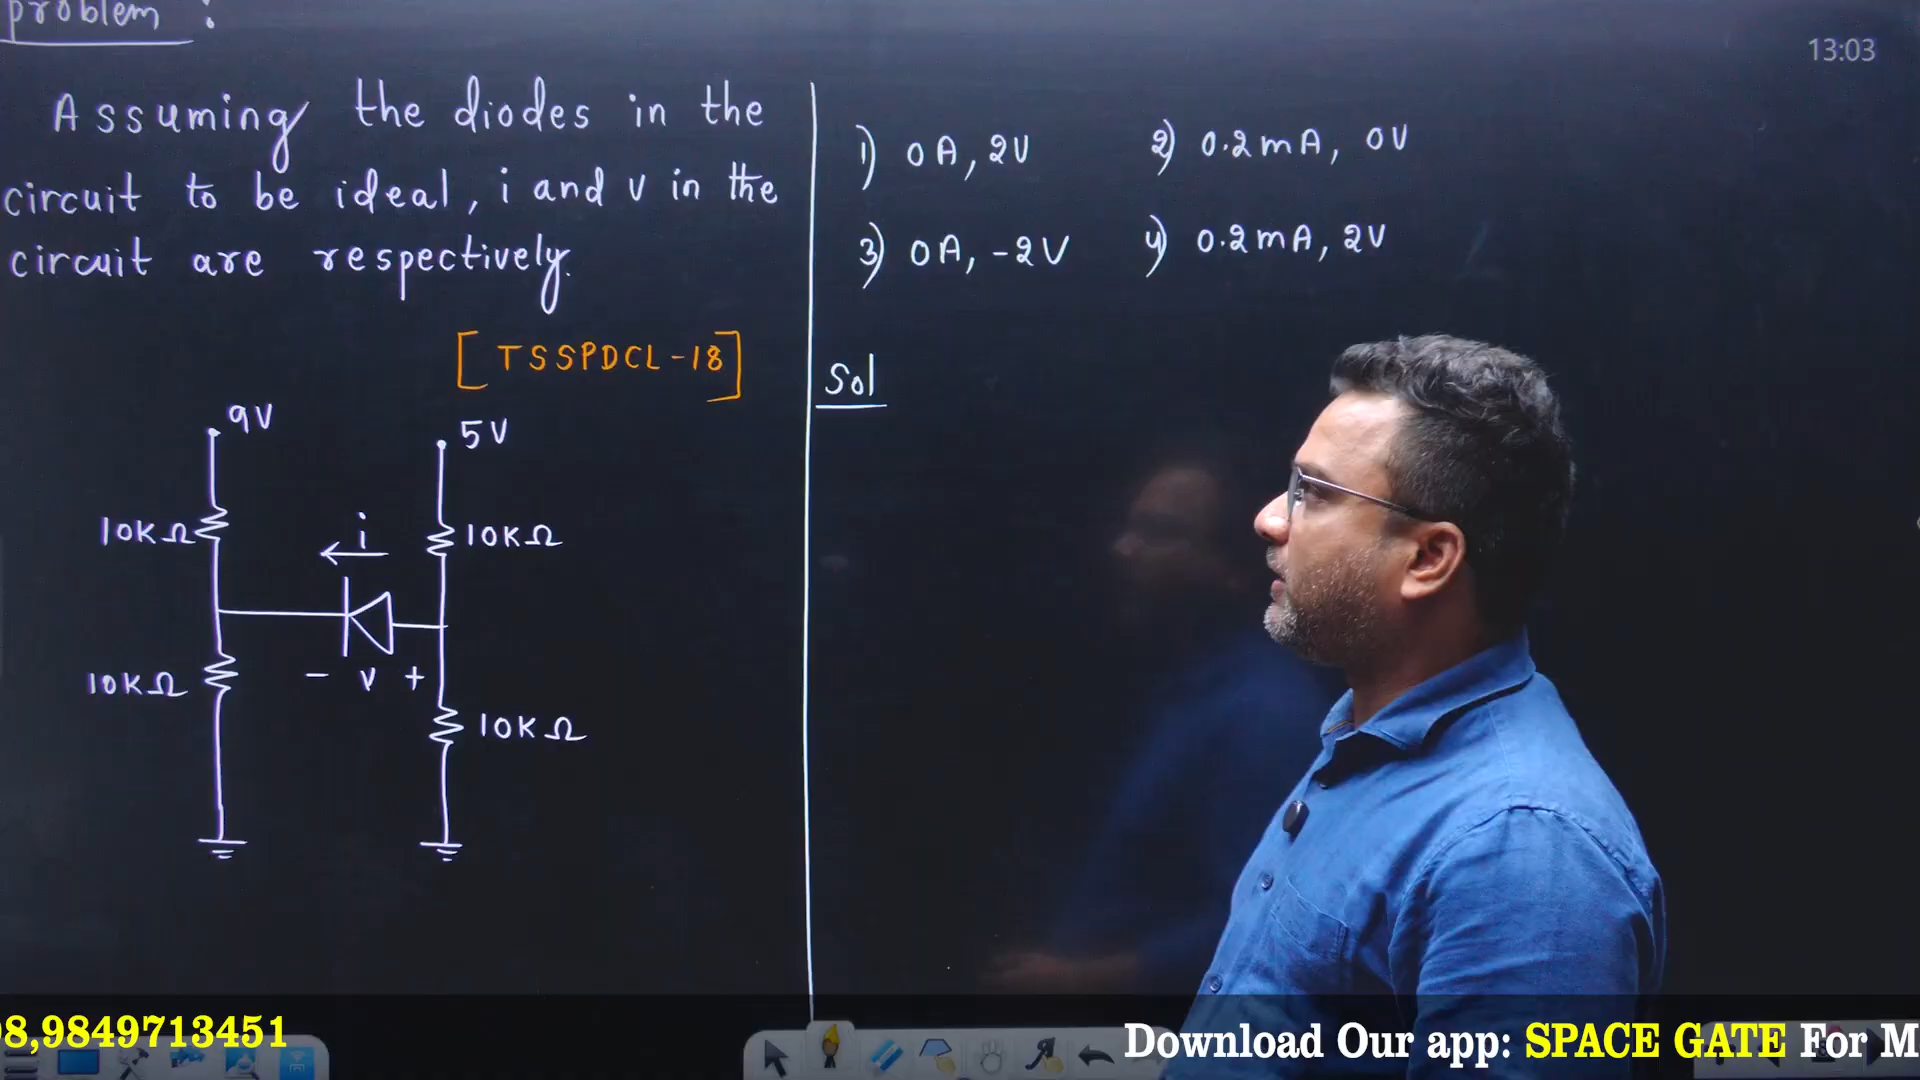 problem :
13:03
Assuming the diodes in the
circuit to be ideal, i and v in the
circuit are respectively.
[TSSPDCL-18]
1) 0A, 2V
2) 0.2mA, 0V
3) 0A, -2V
4) 0.2mA, 2V
Sol
9V
5V
10KΩ
i
10KΩ
10KΩ
- v +
10KΩ
8,9849713451
Download Our app: SPACE GATE For M